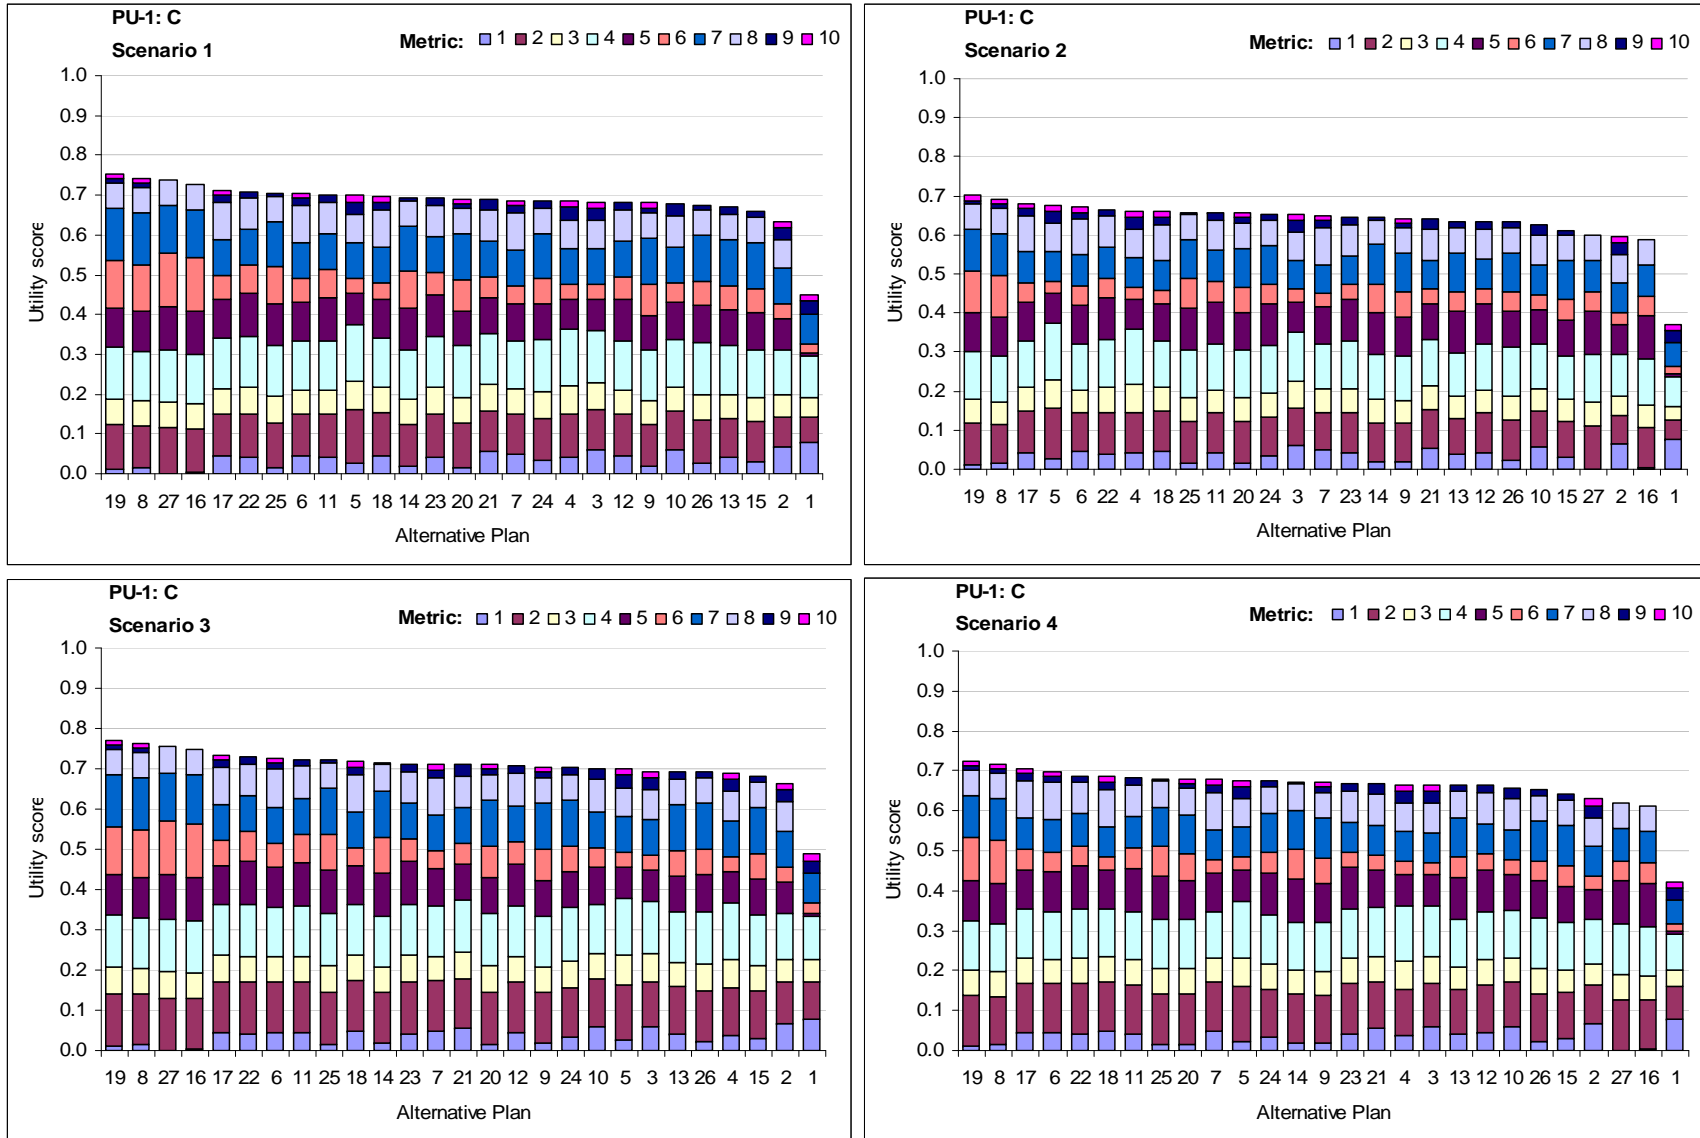 PU-1: C
Scenario 1
Metric: 1 2 3 4 5 6 7 8 9 10
1.0
0.9
0.8
0.7
0.6
0.5
0.4
0.3
0.2
0.1
0.0
Utility score
19 8 27 16 17 22 25 6 11 5 18 14 23 20 21 7 24 4 3 12 9 10 26 13 15 2 1
Alternative Plan
PU-1: C
Scenario 2
Metric: 1 2 3 4 5 6 7 8 9 10
1.0
0.9
0.8
0.7
0.6
0.5
0.4
0.3
0.2
0.1
0.0
Utility score
19 8 17 5 6 22 4 18 25 11 20 24 3 7 23 14 9 21 13 12 26 10 15 27 2 16 1
Alternative Plan
PU-1: C
Scenario 3
Metric: 1 2 3 4 5 6 7 8 9 10
1.0
0.9
0.8
0.7
0.6
0.5
0.4
0.3
0.2
0.1
0.0
Utility score
19 8 27 16 17 22 6 11 25 18 14 23 7 21 20 12 9 24 10 5 3 13 26 4 15 2 1
Alternative Plan
PU-1: C
Scenario 4
Metric: 1 2 3 4 5 6 7 8 9 10
1.0
0.9
0.8
0.7
0.6
0.5
0.4
0.3
0.2
0.1
0.0
Utility score
19 8 17 6 22 18 11 25 20 7 5 24 14 9 23 21 4 3 13 12 10 26 15 2 27 16 1
Alternative Plan